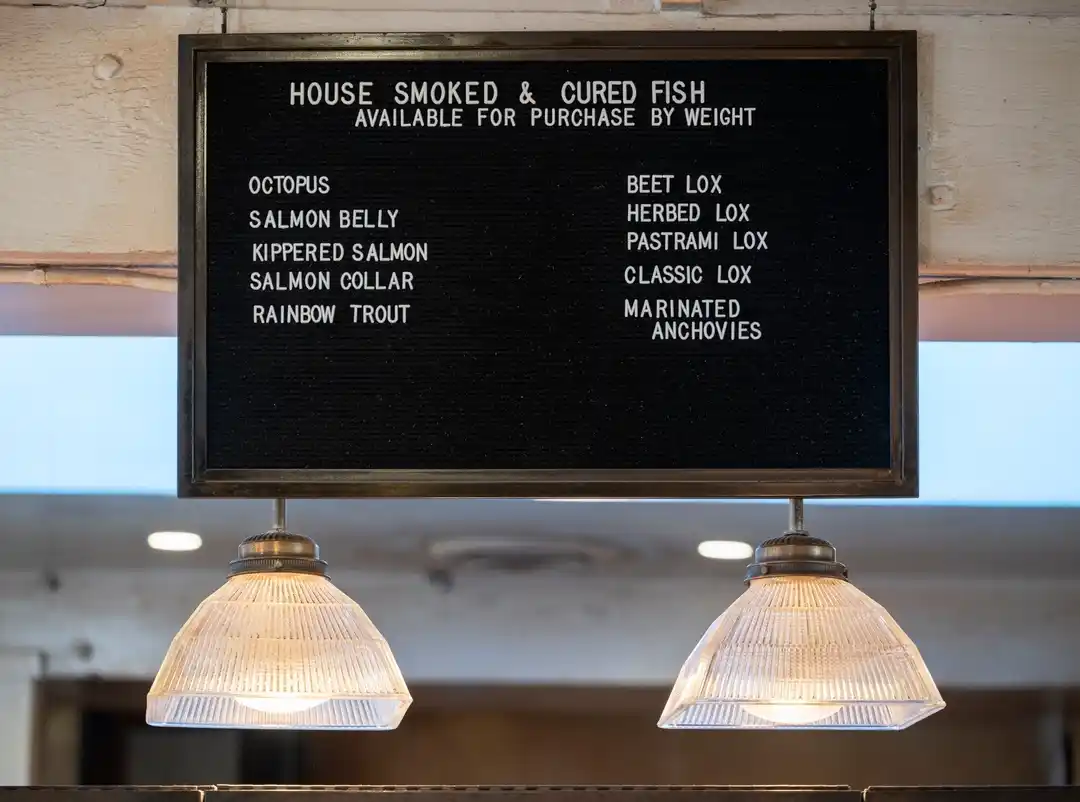 HOUSE SMOKED & CURED FISH
AVAILABLE FOR PURCHASE BY WEIGHT
OCTOPUS
SALMON BELLY
KIPPERED SALMON
SALMON COLLAR
RAINBOW TROUT
BEET LOX
HERBED LOX
PASTRAMI LOX
CLASSIC LOX
MARINATED
ANCHOVIES